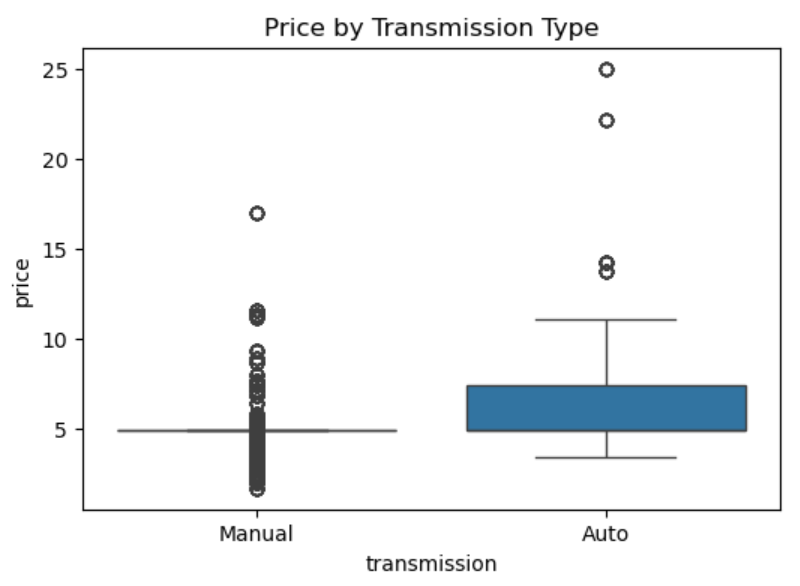 Price by Transmission Type
25
20
15
10
5
price
Manual
Auto
transmission